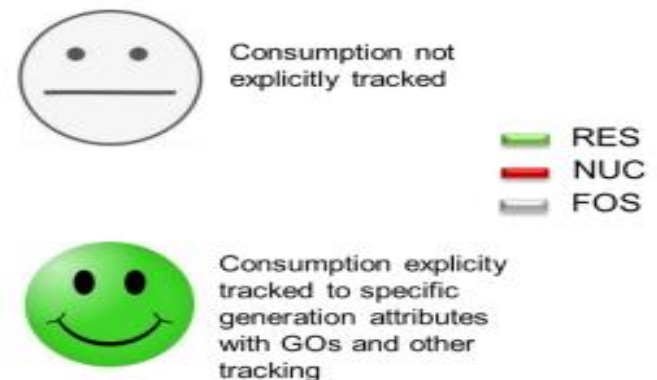 Consumption not
explicitly tracked
RES
NUC
FOS
Consumption explicity
tracked to specific
generation attributes
with GOs and other
tracking